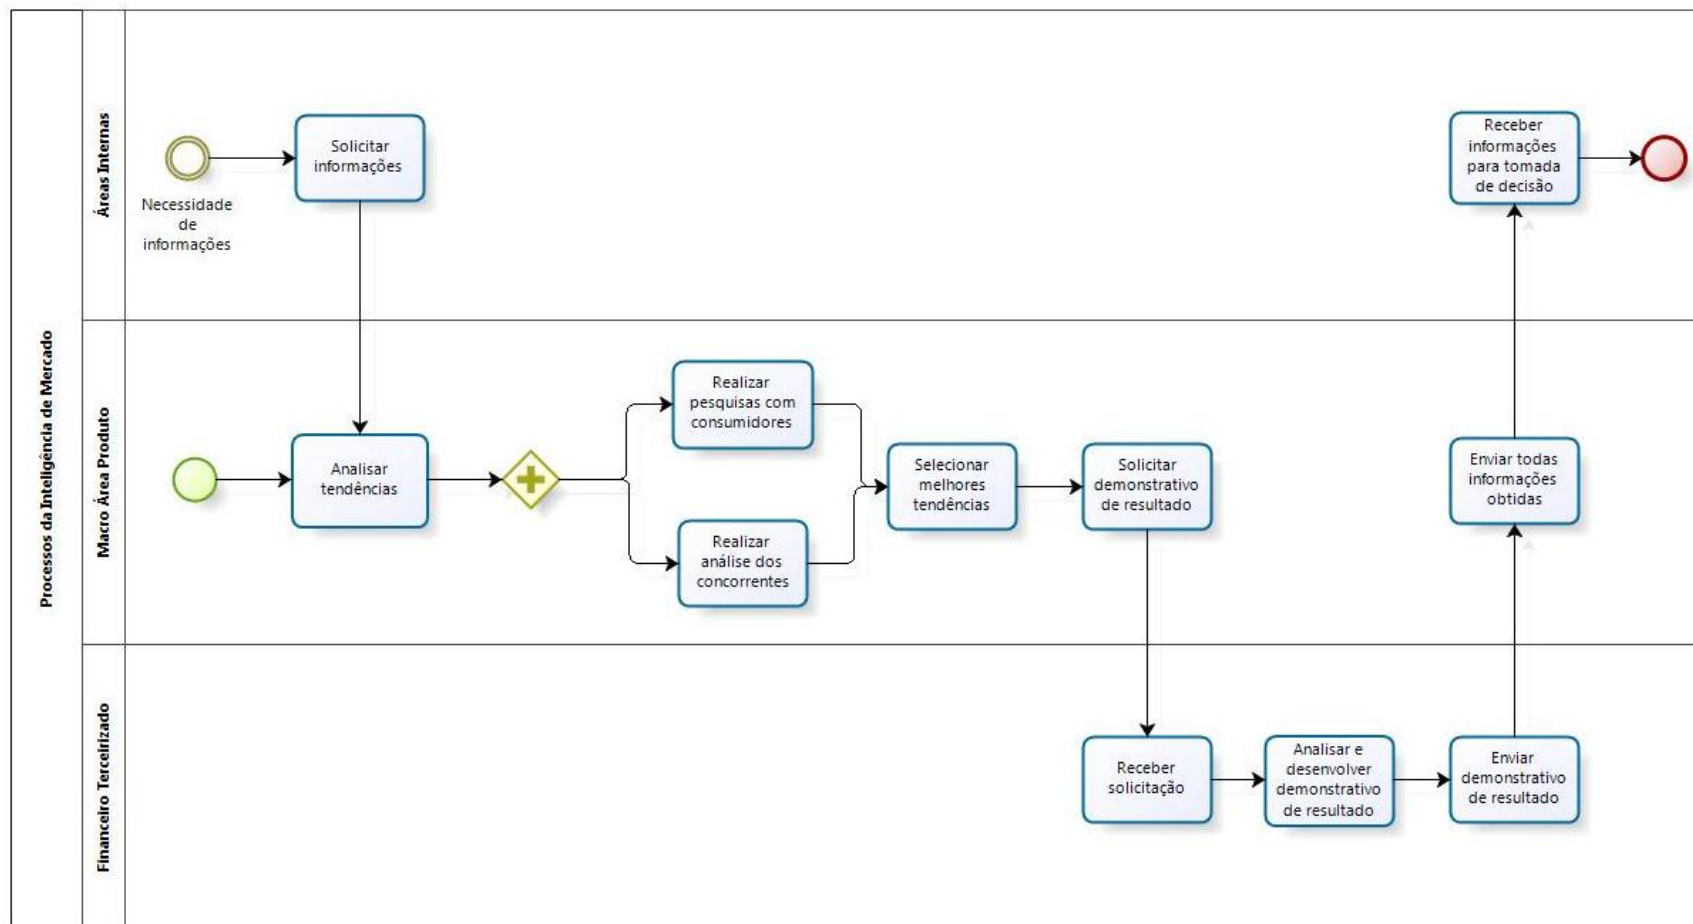 Processos da Inteligência de Mercado
Áreas Internas
Necessidade
de
informações
Solicitar
informações
Receber
informações
para tomada
de decisão
Macro Área Produto
Analisar
tendências
Realizar
pesquisas com
consumidores
Realizar
análise dos
concorrentes
Selecionar
melhores
tendências
Solicitar
demonstrativo
de resultado
Enviar todas
informações
obtidas
Financeiro Terceirizado
Receber
solicitação
Analisar e
desenvolver
demonstrativo
de resultado
Enviar
demonstrativo
de resultado